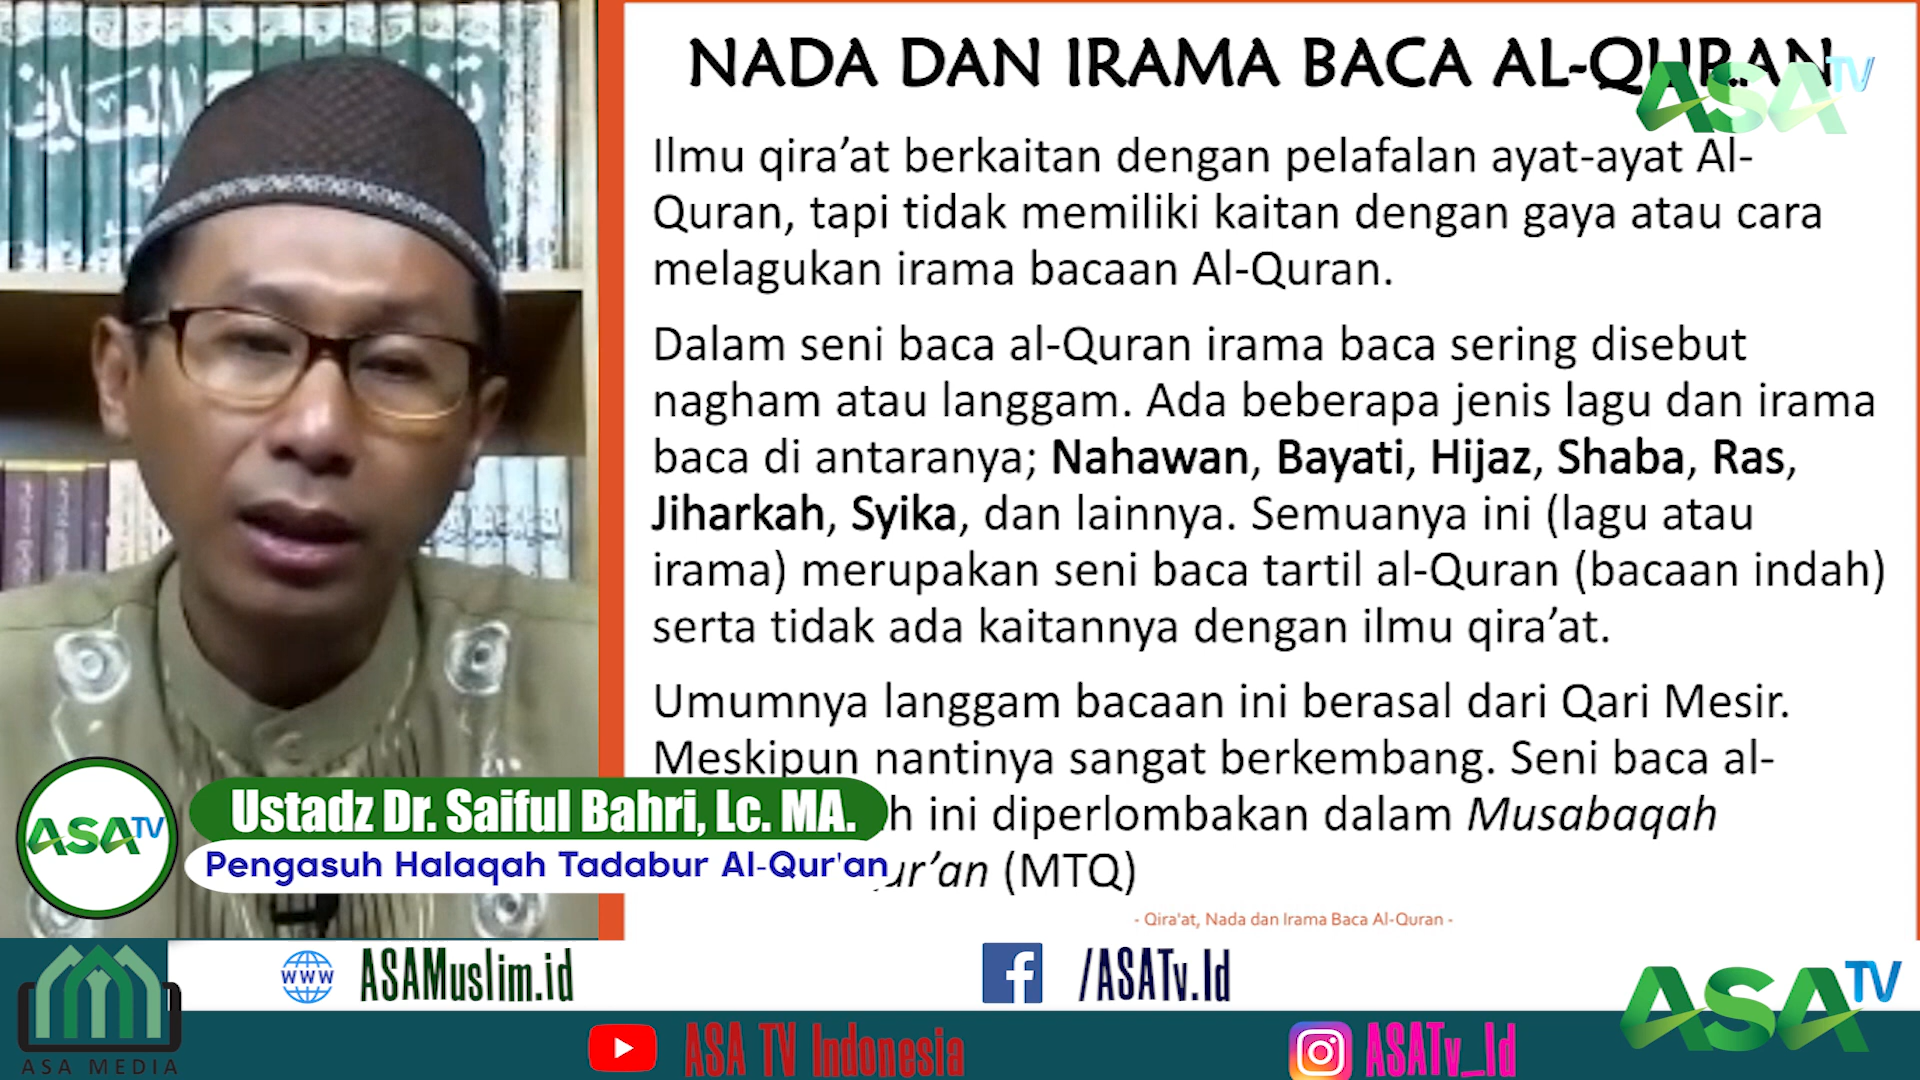 NADA DAN IRAMA BACA AL-QURAN
ASA TV
Ilmu qira’at berkaitan dengan pelafalan ayat-ayat Al-
Quran, tapi tidak memiliki kaitan dengan gaya atau cara
melagukan irama bacaan Al-Quran.
Dalam seni baca al-Quran irama baca sering disebut
nagham atau langgam. Ada beberapa jenis lagu dan irama
baca di antaranya; Nahawan, Bayati, Hijaz, Shaba, Ras,
Jiharkah, Syika, dan lainnya. Semuanya ini (lagu atau
irama) merupakan seni baca tartil al-Quran (bacaan indah)
serta tidak ada kaitannya dengan ilmu qira’at.
Umumnya langgam bacaan ini berasal dari Qari Mesir.
Meskipun nantinya sangat berkembang. Seni baca al-
ini diperlombakan dalam Musabaqah
(MTQ)
- Qira'at, Nada dan Irama Baca Al-Quran -
ASA TV
Ustadz Dr. Saiful Bahri, Lc. MA.
Pengasuh Halaqah Tadabur Al-Qur'an
WWW
ASAMuslim.id
/ASATv.Id
ASA TV
ASA MEDIA
ASA TV Indonesia
ASATv_Id